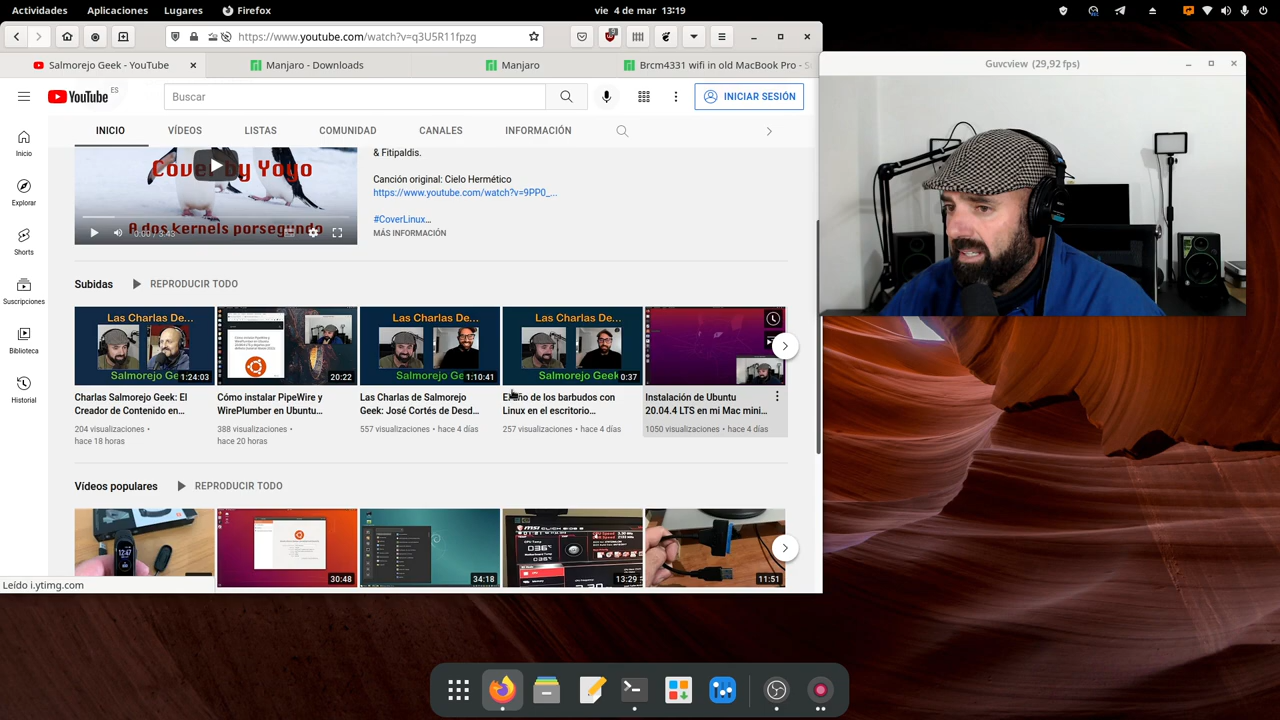 Actividades Aplicaciones Lugares Firefox vie 4 de mar 13:19
https://www.youtube.com/watch?v=q3U5R11fpzg
Salmorejo Geek - YouTube Manjaro - Downloads Manjaro Brcm4331 wifi in old MacBook Pro - S
Guvcview (29,92 fps)
YouTube ES Buscar INICIAR SESIÓN
INICIO VÍDEOS LISTAS COMUNIDAD CANALES INFORMACIÓN
Inicio
Explorar
Shorts
Suscripciones
Biblioteca
Historial
Cover by Yoyo
A dos kernels persegendo
0:00 / 3:43
& Fitipaldis.
Canción original: Cielo Hermético
https://www.youtube.com/watch?v=9PP0_...
#CoverLinux...
MÁS INFORMACIÓN
Subidas REPRODUCIR TODO
Las Charlas De...
Salmorejo Ge
1:24:03
20:22
Las Charlas De...
Salmorejo Ge
1:10:41
Las Charlas De...
Salmorejo Geek
0:37
Charlas Salmorejo Geek: El
Creador de Contenido en...
204 visualizaciones •
hace 18 horas
Cómo instalar PipeWire y
WirePlumber en Ubuntu...
388 visualizaciones •
hace 20 horas
Las Charlas de Salmorejo
Geek: José Cortés de Desd...
557 visualizaciones • hace 4 días
de los barbudos con
Linux en el escritorio...
257 visualizaciones • hace 4 días
Instalación de Ubuntu
20.04.4 LTS en mi Mac mini...
1050 visualizaciones • hace 4 días
Vídeos populares REPRODUCIR TODO
30:48
34:18
13:29
11:51
Leído i.ytimg.com